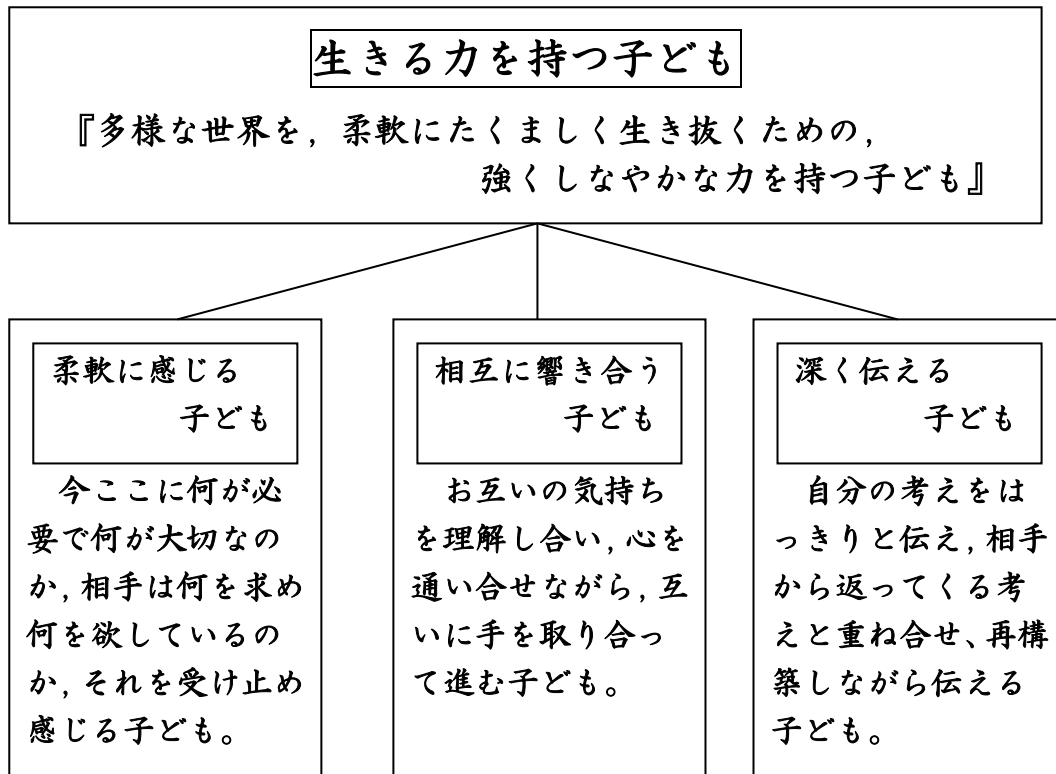 生きる力を持つ子ども
『多様な世界を，柔軟にたくましく生き抜くための，
強くしなやかな力を持つ子ども』
柔軟に感じる
子ども
今ここに何が必
要で何が大切なの
か，相手は何を求め
何を欲しているの
か，それを受け止め
感じる子ども。
相互に響き合う
子ども
お互いの気持ち
を理解し合い，心を
通い合せながら，互
いに手を取り合っ
て進む子ども。
深く伝える
子ども
自分の考えをは
っきりと伝え，相手
から返ってくる考
えと重ね合せ、再構
築しながら伝える
子ども。